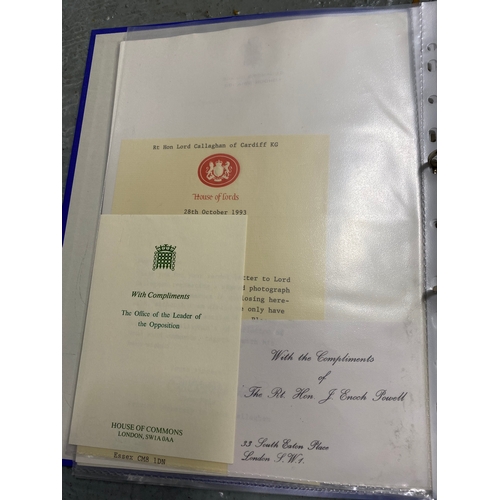 Rt Hon Lord Callaghan of Cardiff KG
House of Lords
28th October 1993
tter to Lord
d photograph
losing here-
only have
With Compliments
The Office of the Leader of
the Opposition
HOUSE OF COMMONS
LONDON, SW1A 0AA
With the Compliments
of
The Rt. Hon. J. Enoch Powell
33 South Eaton Place
London S.W.1.
Essex CM8 1DN